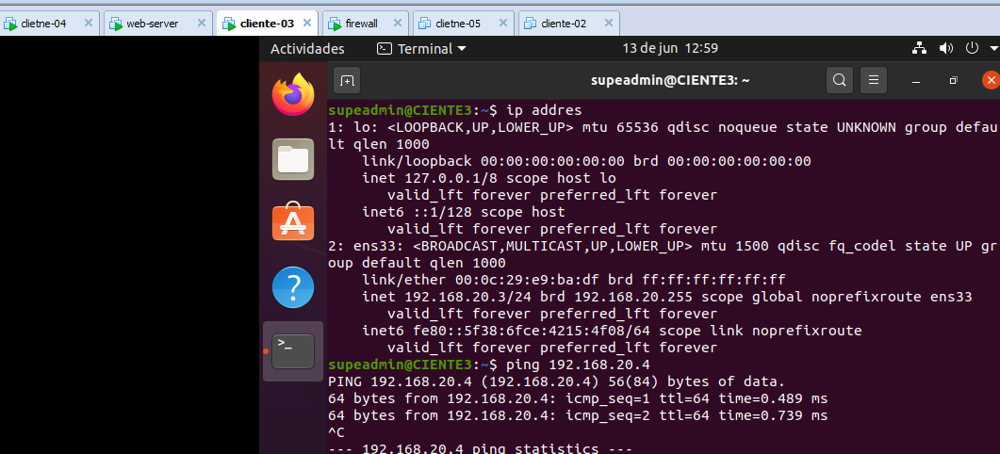 clietne-04
web-server
cliente-03
firewall
clietne-05
cliente-02
Actividades
Terminal
13 de jun 12:59
supeadmin@CIENTE3: ~
supeadmin@CIENTE3:~$ ip addres
1: lo: <LOOPBACK,UP,LOWER_UP> mtu 65536 qdisc noqueue state UNKNOWN group defau
lt qlen 1000
link/loopback 00:00:00:00:00:00 brd 00:00:00:00:00:00
inet 127.0.0.1/8 scope host lo
valid_lft forever preferred_lft forever
inet6 ::1/128 scope host
valid_lft forever preferred_lft forever
2: ens33: <BROADCAST,MULTICAST,UP,LOWER_UP> mtu 1500 qdisc fq_codel state UP gr
oup default qlen 1000
link/ether 00:0c:29:e9:ba:df brd ff:ff:ff:ff:ff:ff
inet 192.168.20.3/24 brd 192.168.20.255 scope global noprefixroute ens33
valid_lft forever preferred_lft forever
inet6 fe80::5f38:6fce:4215:4f08/64 scope link noprefixroute
valid_lft forever preferred_lft forever
supeadmin@CIENTE3:~$ ping 192.168.20.4
PING 192.168.20.4 (192.168.20.4) 56(84) bytes of data.
64 bytes from 192.168.20.4: icmp_seq=1 ttl=64 time=0.489 ms
64 bytes from 192.168.20.4: icmp_seq=2 ttl=64 time=0.739 ms
^C
--- 192.168.20.4 ping statistics ---